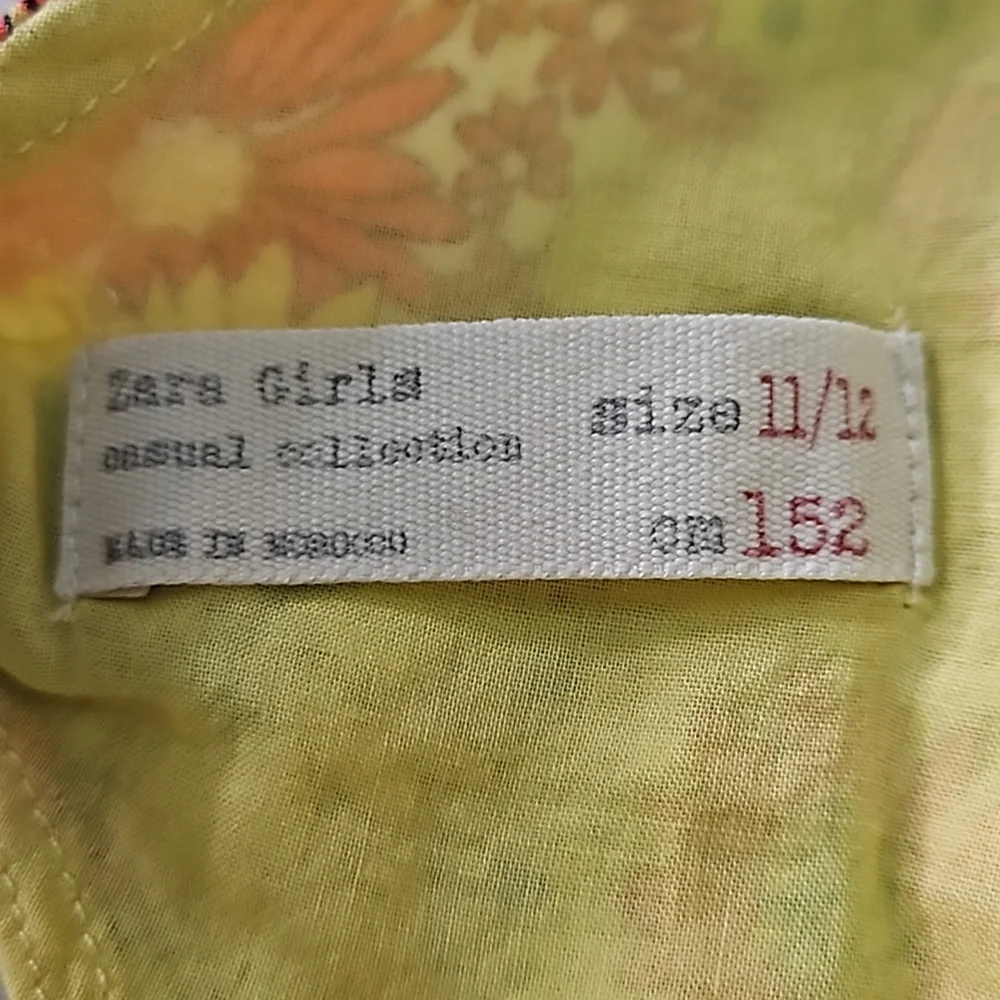 Zara Girls
casual collection
MADE IN MOROCCO
size 11/12
cm 152